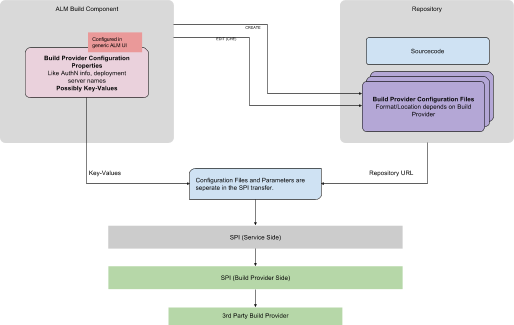 ALM Build Component
Repository
Configured in
generic ALM UI
CREATE
EDIT (Link)
Sourcecode
Build Provider Configuration
Properties
Like AuthN info, deployment
server names
Possibly Key-Values
Build Provider Configuration Files
Format/Location depends on Build
Provider
Key-Values
Repository URL
Configuration Files and Parameters are
seperate in the SPI transfer.
SPI (Service Side)
SPI (Build Provider Side)
3rd Party Build Provider